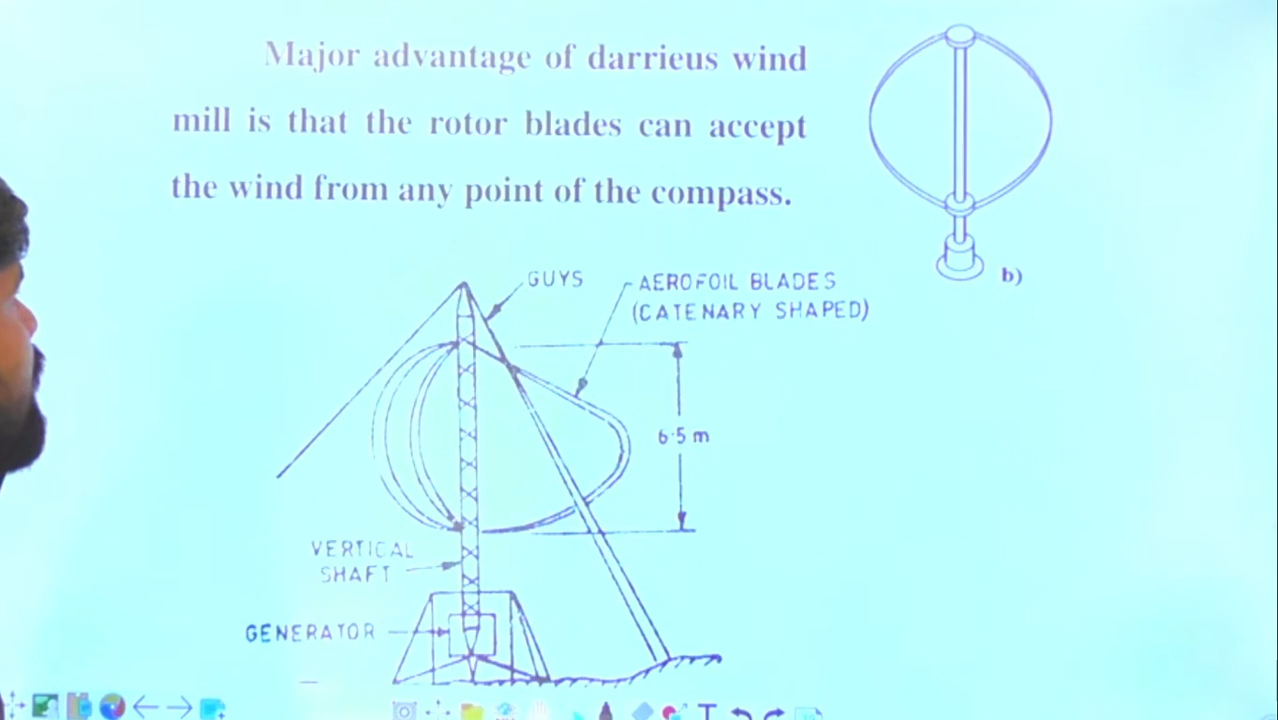 Major advantage of darrieus wind
mill is that the rotor blades can accept
the wind from any point of the compass.
b)
GUYS
AEROFOIL BLADES
(CATENARY SHAPED)
6.5 m
VERTICAL
SHAFT
GENERATOR
T